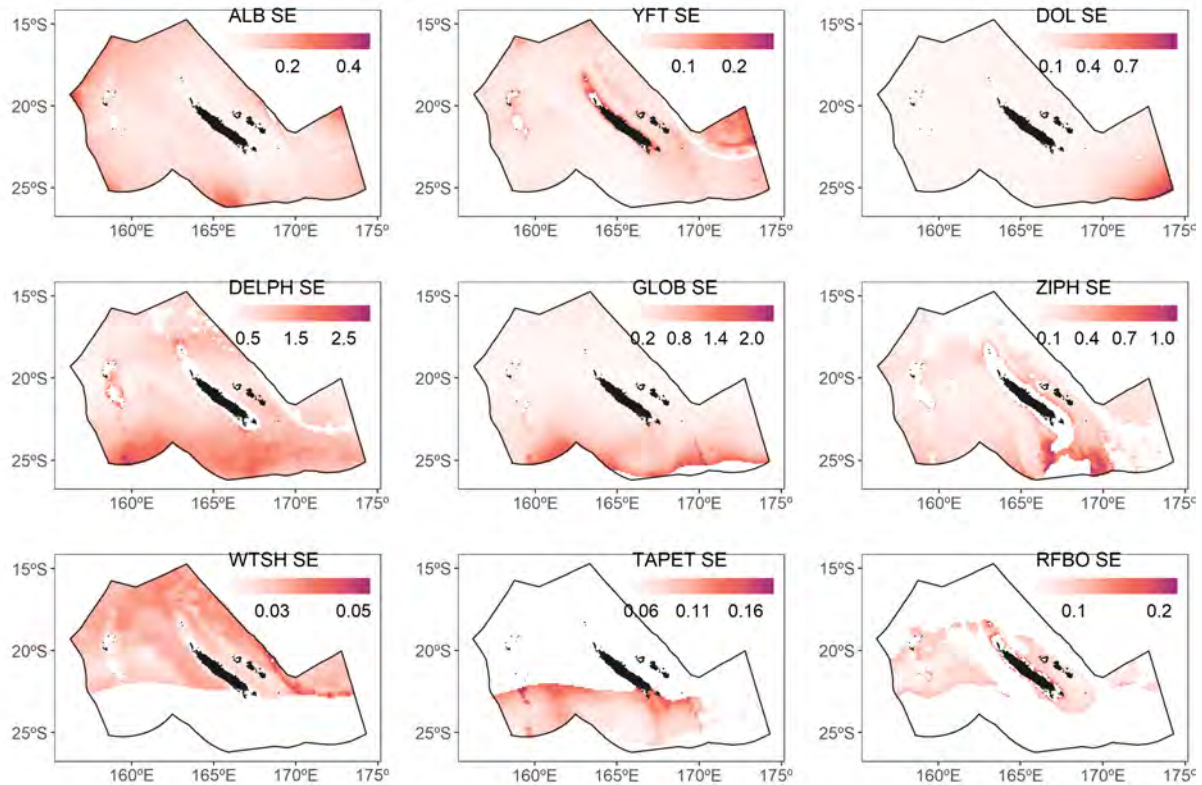 ALB SE
0.2 0.4
15ºS
20ºS
25ºS
160ºE 165ºE 170ºE 175º
YFT SE
0.1 0.2
15ºS
20ºS
25ºS
160ºE 165ºE 170ºE 175º
DOL SE
0.1 0.4 0.7
15ºS
20ºS
25ºS
160ºE 165ºE 170ºE 175º
DELPH SE
0.5 1.5 2.5
15ºS
20ºS
25ºS
160ºE 165ºE 170ºE 175º
GLOB SE
0.2 0.8 1.4 2.0
15ºS
20ºS
25ºS
160ºE 165ºE 170ºE 175º
ZIPH SE
0.1 0.4 0.7 1.0
15ºS
20ºS
25ºS
160ºE 165ºE 170ºE 175º
WTSH SE
0.03 0.05
15ºS
20ºS
25ºS
160ºE 165ºE 170ºE 175º
TAPET SE
0.06 0.11 0.16
15ºS
20ºS
25ºS
160ºE 165ºE 170ºE 175º
RFBO SE
0.1 0.2
15ºS
20ºS
25ºS
160ºE 165ºE 170ºE 175º